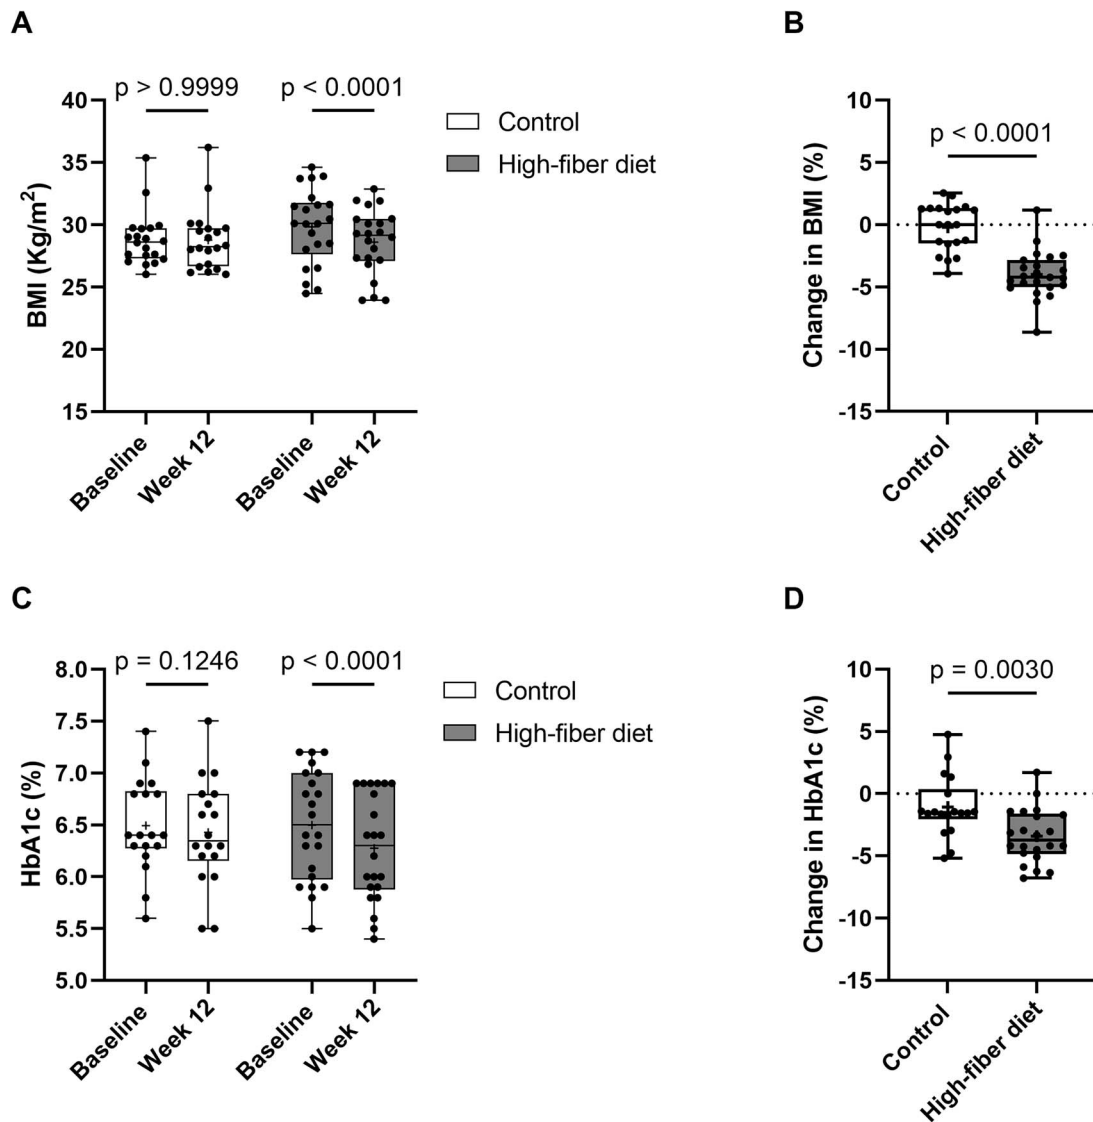 A
p > 0.9999
p < 0.0001
40
35
30
25
20
15
BMI (Kg/m²)
Baseline
Week 12
Baseline
Week 12
Control
High-fiber diet
B
p < 0.0001
10
5
0
-5
-10
-15
Change in BMI (%)
Control
High-fiber diet
C
p = 0.1246
p < 0.0001
8.0
7.5
7.0
6.5
6.0
5.5
5.0
HbA1c (%)
Baseline
Week 12
Baseline
Week 12
Control
High-fiber diet
D
p = 0.0030
10
5
0
-5
-10
-15
Change in HbA1c (%)
Control
High-fiber diet